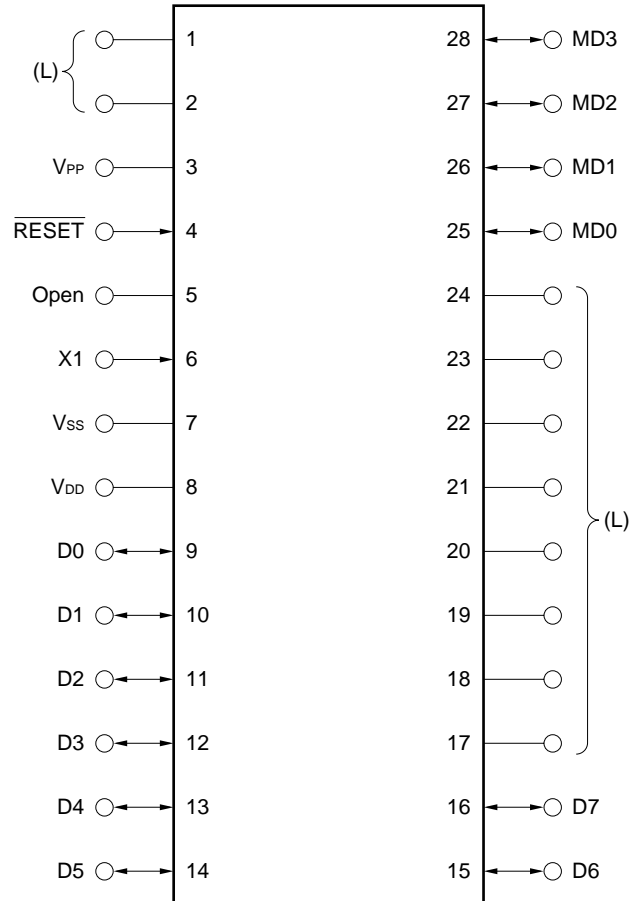 (L)
1 28 MD3
2 27 MD2
VPP 3 26 MD1
RESET 4 25 MD0
Open 5 24
X1 6 23
VSS 7 22
VDD 8 21
(L)
D0 9 20
D1 10 19
D2 11 18
D3 12 17
D4 13 16 D7
D5 14 15 D6